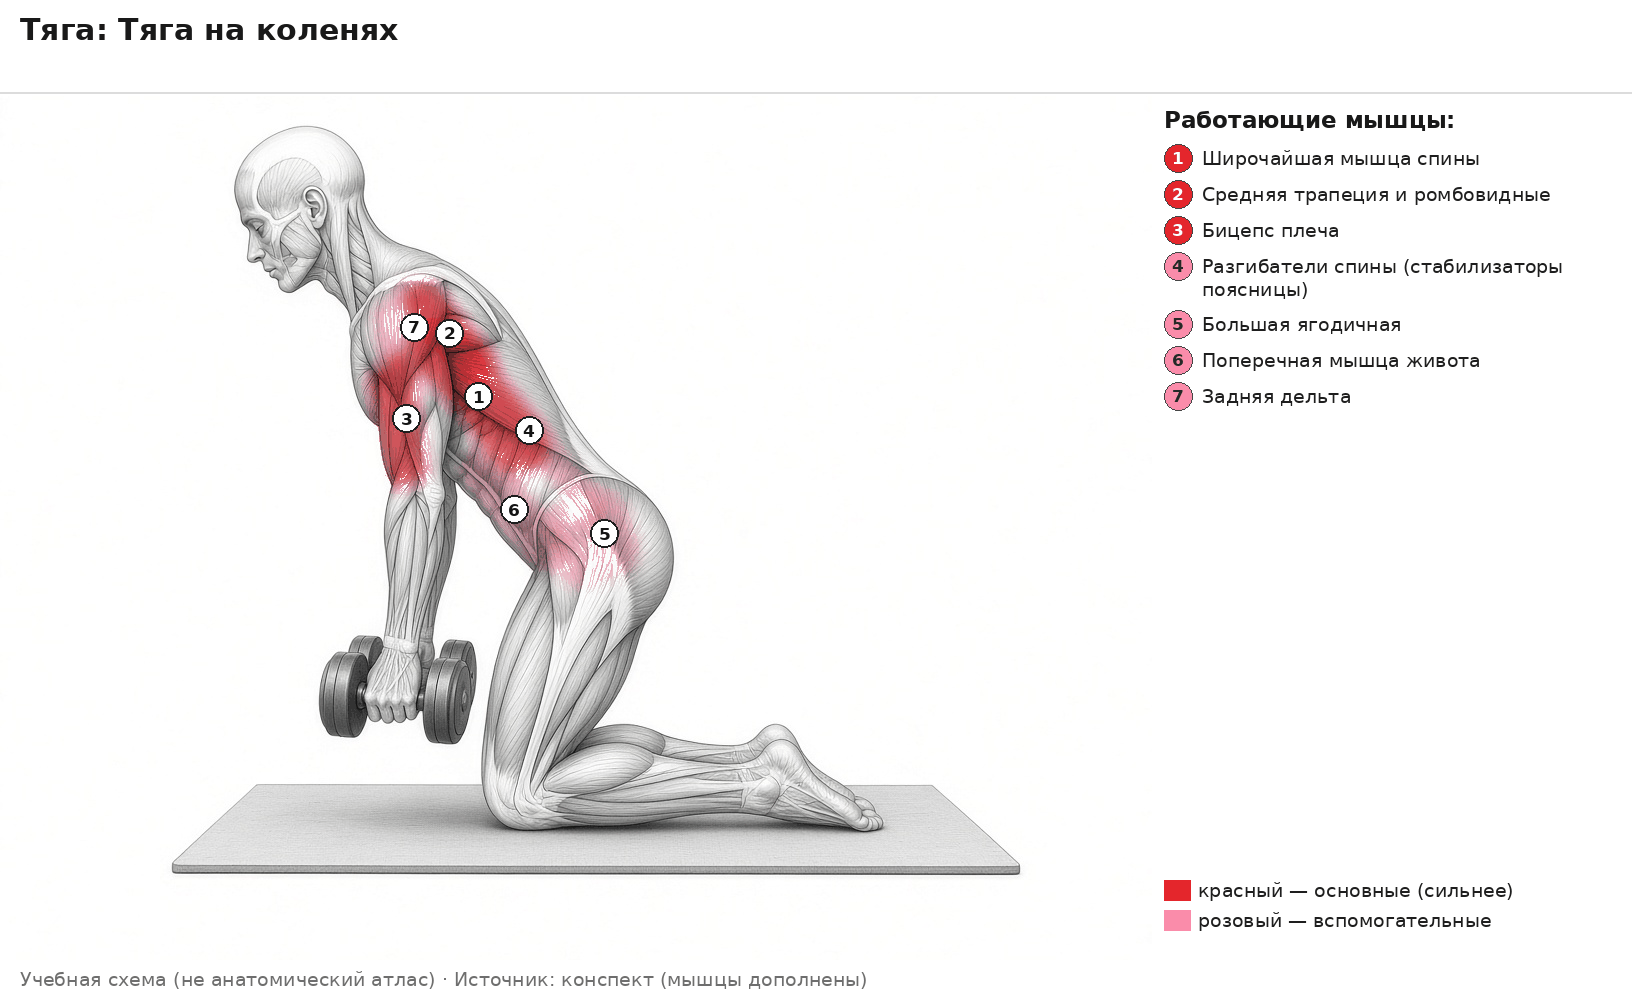 Тяга: Тяга на коленях
Работающие мышцы:
1 Широчайшая мышца спины
2 Средняя трапеция и ромбовидные
3 Бицепс плеча
4 Разгибатели спины (стабилизаторы
поясницы)
5 Большая ягодичная
6 Поперечная мышца живота
7 Задняя дельта
7
2
1
3
4
6
5
красный — основные (сильнее)
розовый — вспомогательные
Учебная схема (не анатомический атлас) · Источник: конспект (мышцы дополнены)